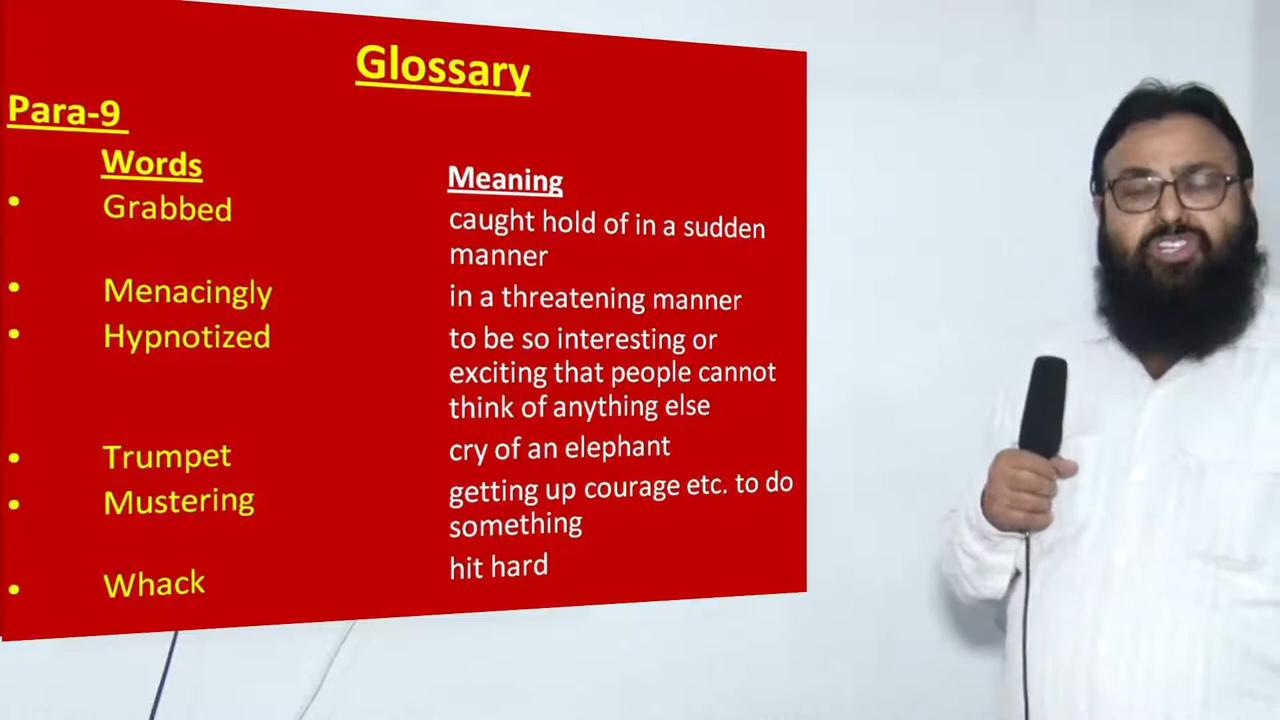 Glossary
Para-9
Words Meaning
• Grabbed caught hold of in a sudden
manner
• Menacingly in a threatening manner
• Hypnotized to be so interesting or
exciting that people cannot
think of anything else
• Trumpet cry of an elephant
• Mustering getting up courage etc. to do
something
• Whack hit hard